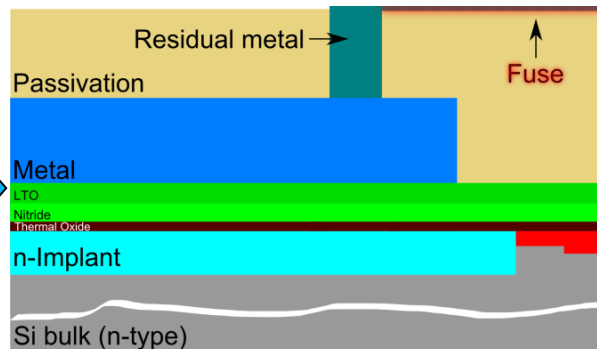 Residual metal
Fuse
Passivation
Metal
LTO
Nitride
Thermal Oxide
n-Implant
Si bulk (n-type)